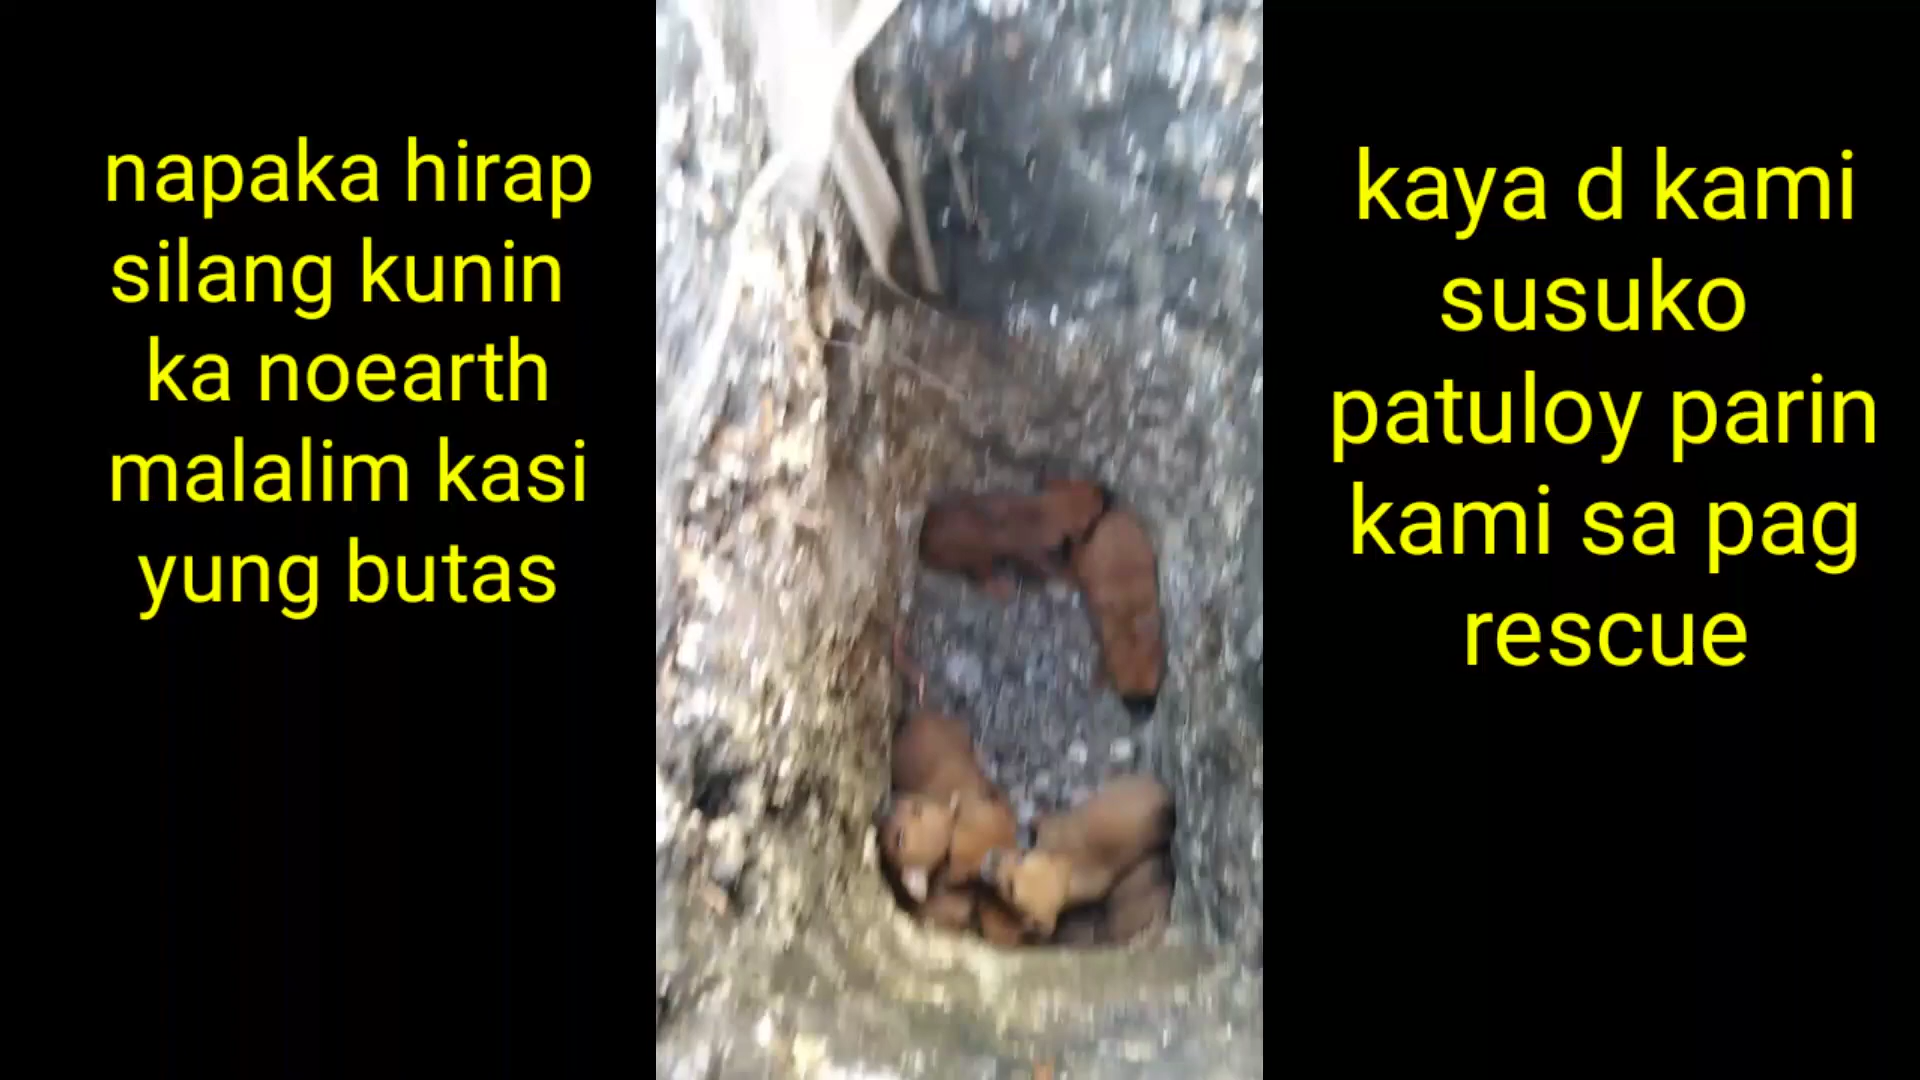 napaka hirap
silang kunin
ka noearth
malalim kasi
yung butas
kaya d kami
susuko
patuloy parin
kami sa pag
rescue